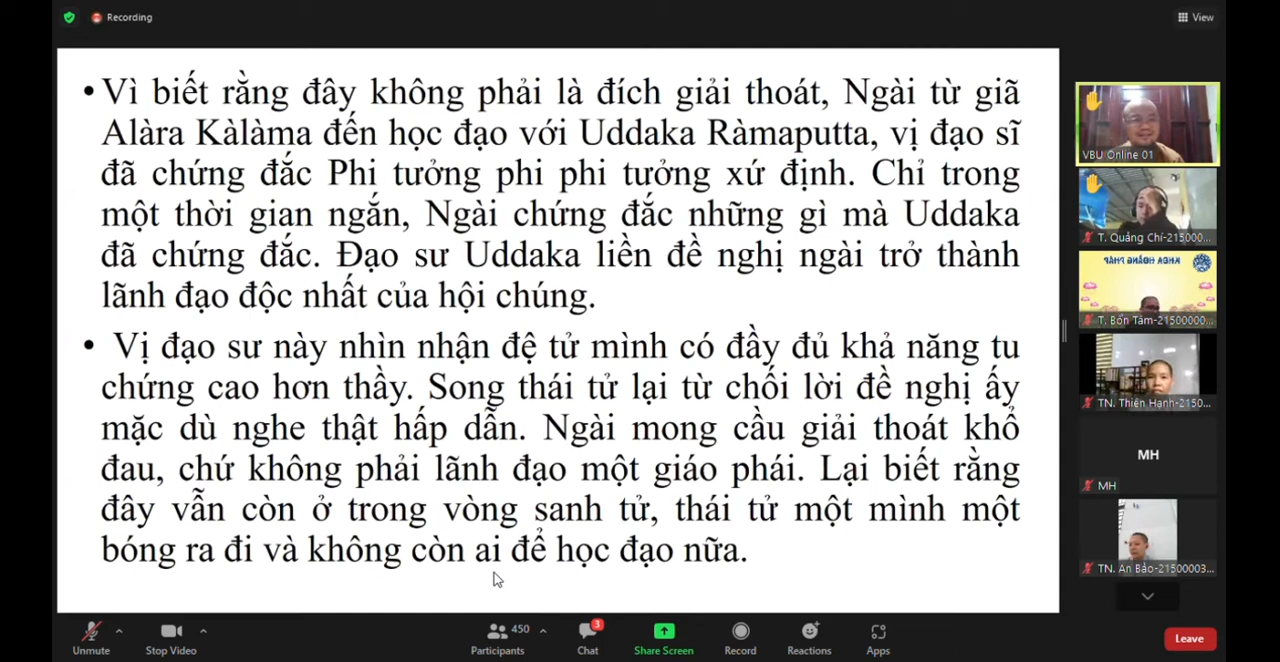 Recording
View
•Vì biết rằng đây không phải là đích giải thoát, Ngài từ giã
Alàra Kàlàma đến học đạo với Uddaka Ràmaputta, vị đạo sĩ
đã chứng đắc Phi tưởng phi phi tưởng xứ định. Chỉ trong
một thời gian ngắn, Ngài chứng đắc những gì mà Uddaka
đã chứng đắc. Đạo sư Uddaka liền đề nghị ngài trở thành
lãnh đạo độc nhất của hội chúng.
• Vị đạo sư này nhìn nhận đệ tử mình có đầy đủ khả năng tu
chứng cao hơn thầy. Song thái tử lại từ chối lời đề nghị ấy
mặc dù nghe thật hấp dẫn. Ngài mong cầu giải thoát khổ
đau, chứ không phải lãnh đạo một giáo phái. Lại biết rằng
đây vẫn còn ở trong vòng sanh tử, thái tử một mình một
bóng ra đi và không còn ai để học đạo nữa.
VBU Online 01
T. Quảng Chí-215000...
KHOA HOẰNG PHÁP
T. Bổn Tâm-21500000...
TN. Thiện Hạnh-2150...
MH
MH
TN. An Bảo-21500003...
Unmute
Stop Video
450
Participants
3
Chat
Share Screen
Record
Reactions
Apps
Leave